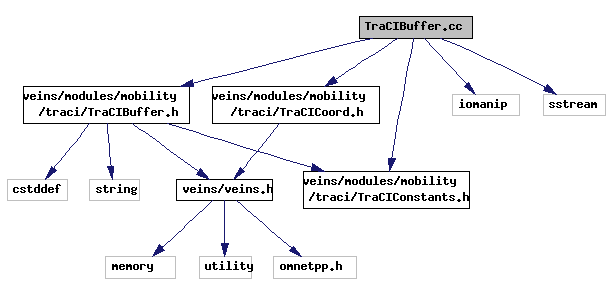 TraCIBuffer.cc
veins/modules/mobility
/traci/TraCIBuffer.h
veins/modules/mobility
/traci/TraCICoord.h
iomanip
sstream
cstddef
string
veins/veins.h
veins/modules/mobility
/traci/TraCIConstants.h
memory
utility
omnetpp.h